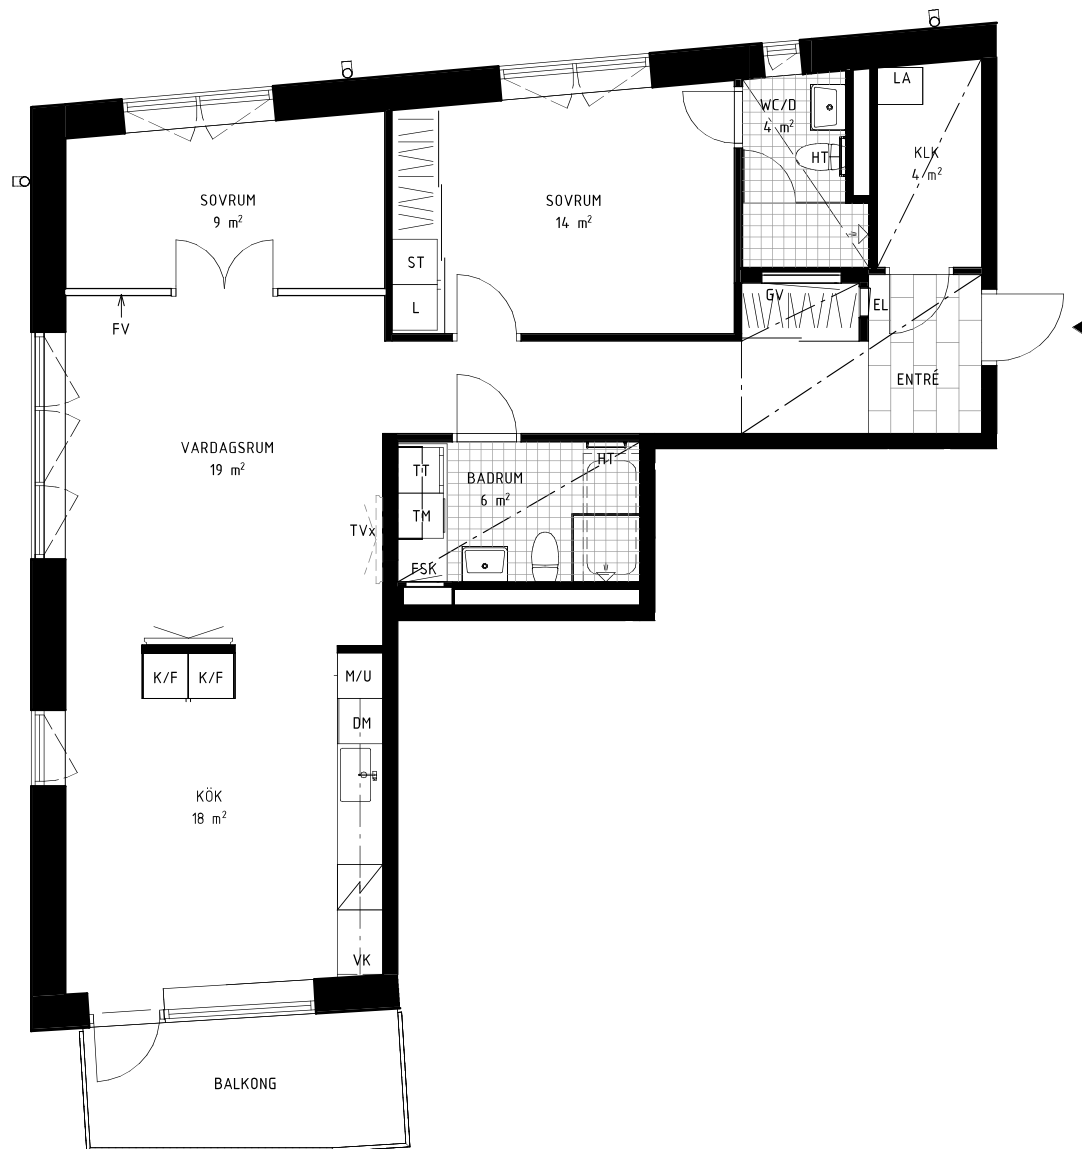 LA
WC/D
4 m²
HT
KLK
4 m²
SOVRUM
9 m²
SOVRUM
14 m²
ST
L
GV
EL
FV
ENTRÉ
VARDAGSRUM
19 m²
TT
BADRUM
6 m²
HT
TM
TVx
FSK
K/F
K/F
M/U
DM
KÖK
18 m²
VK
BALKONG